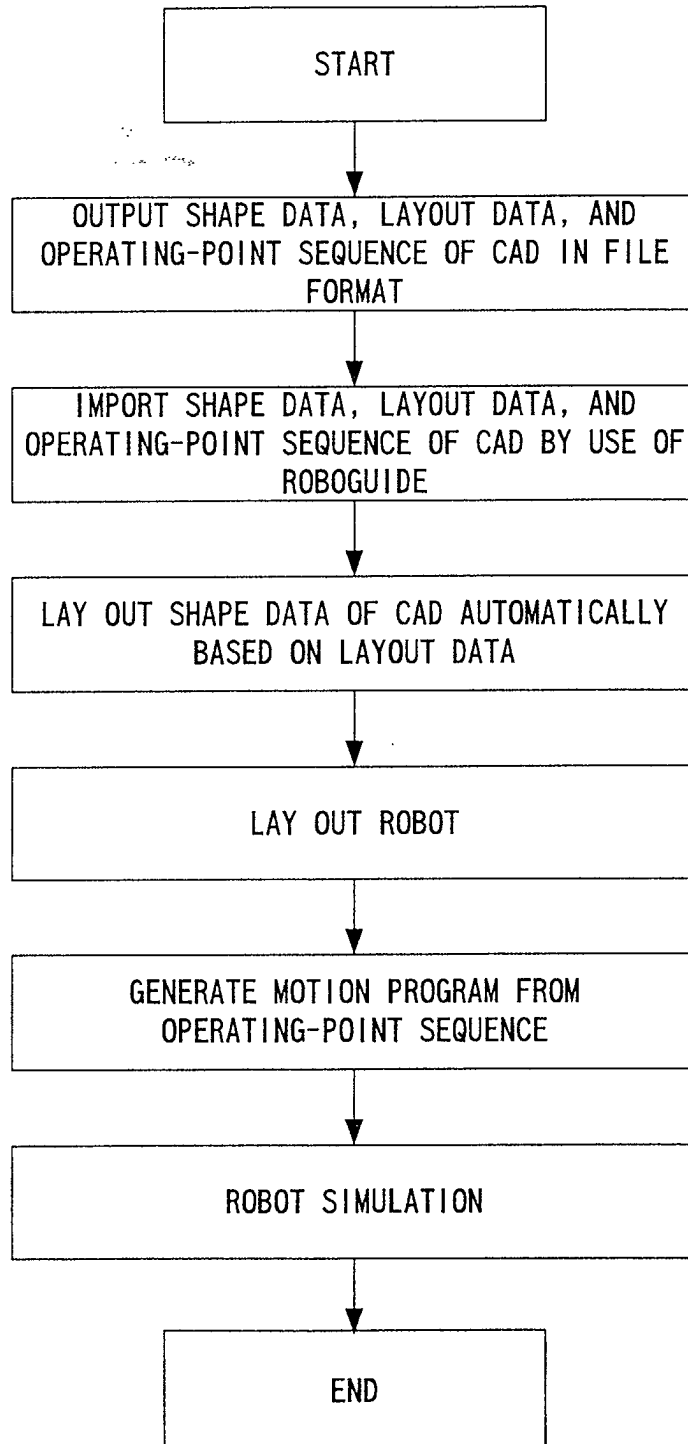 START
OUTPUT SHAPE DATA, LAYOUT DATA, AND
OPERATING-POINT SEQUENCE OF CAD IN FILE
FORMAT
IMPORT SHAPE DATA, LAYOUT DATA, AND
OPERATING-POINT SEQUENCE OF CAD BY USE OF
ROBOGUIDE
LAY OUT SHAPE DATA OF CAD AUTOMATICALLY
BASED ON LAYOUT DATA
LAY OUT ROBOT
GENERATE MOTION PROGRAM FROM
OPERATING-POINT SEQUENCE
ROBOT SIMULATION
END